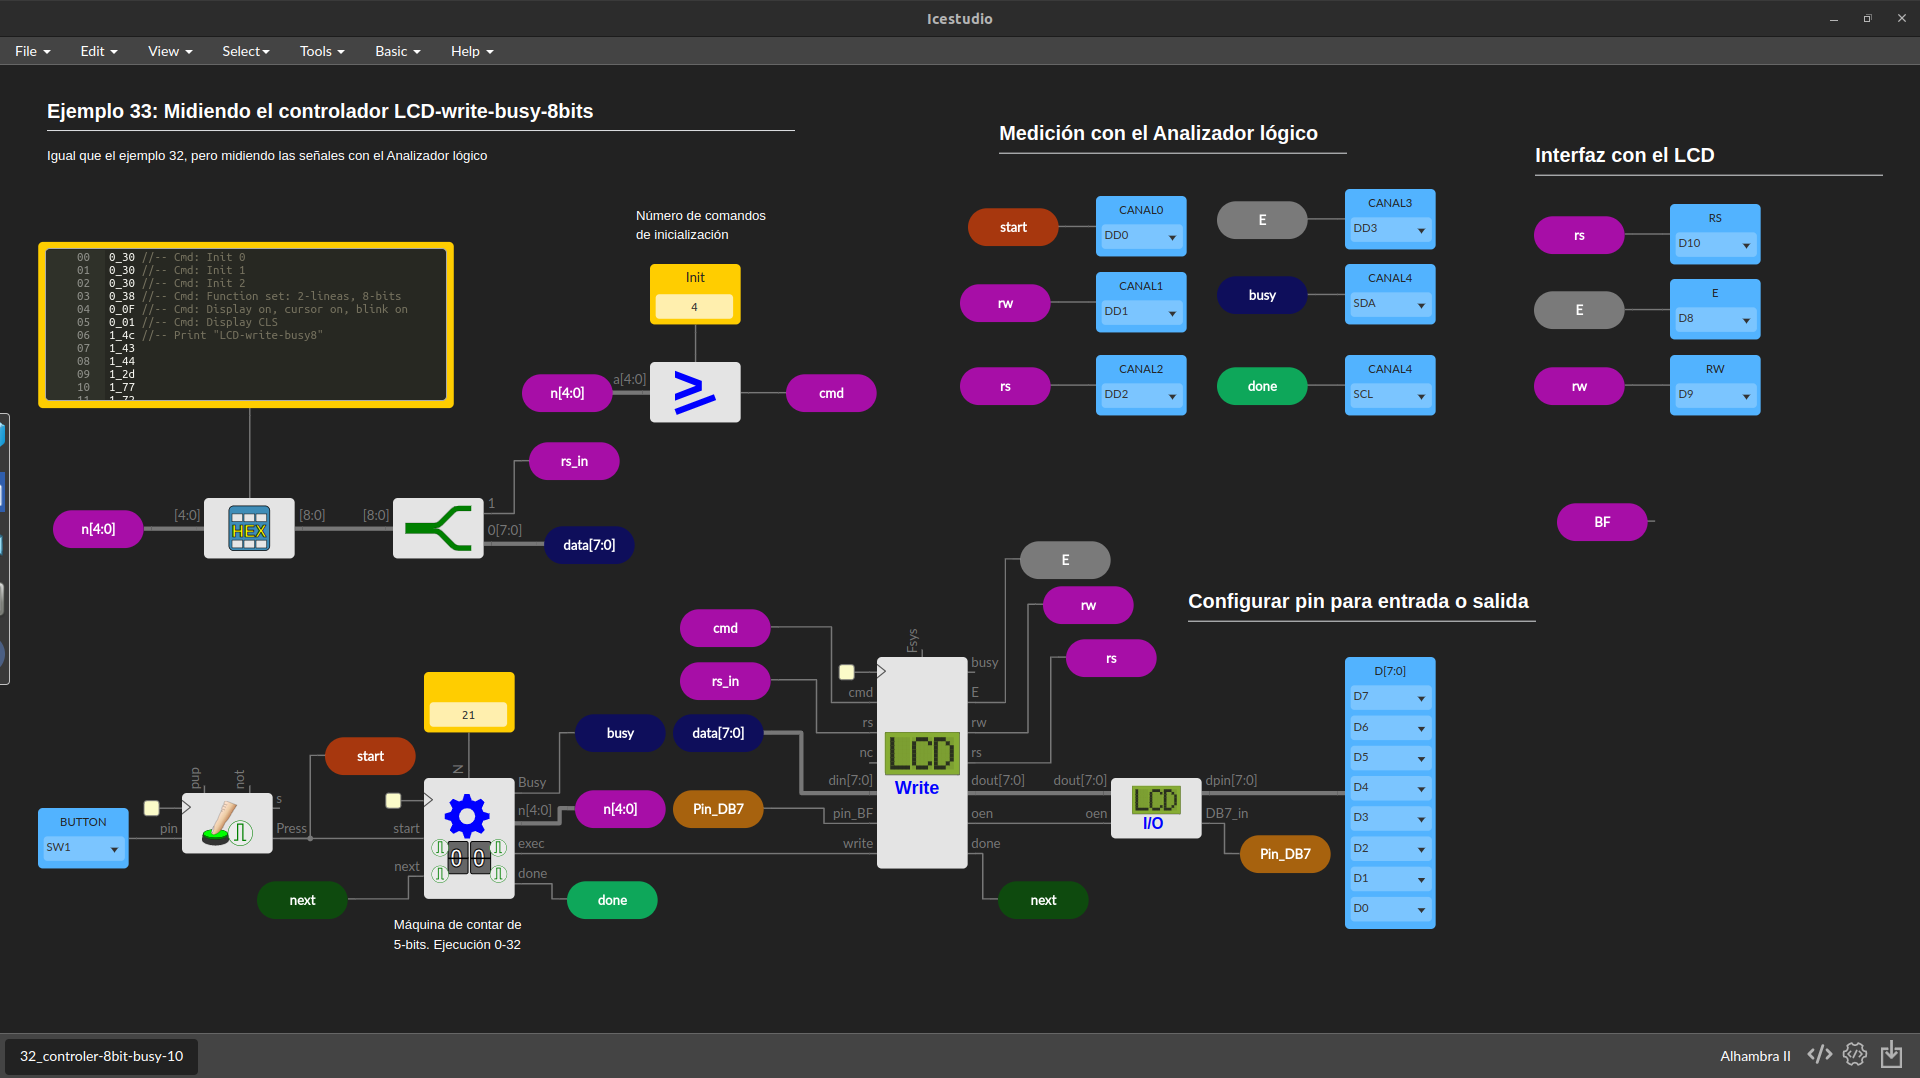 Icestudio
File
Edit
View
Select
Tools
Basic
Help
Ejemplo 33: Midiendo el controlador LCD-write-busy-8bits
Igual que el ejemplo 32, pero midiendo las señales con el Analizador lógico
00 0_30 //-- Cmd: Init 0
01 0_30 //-- Cmd: Init 1
02 0_30 //-- Cmd: Init 2
03 0_38 //-- Cmd: Function set: 2-lineas, 8-bits
04 0_0F //-- Cmd: Display on, cursor on, blink on
05 0_01 //-- Cmd: Display CLS
06 1_4c //-- Print "LCD-write-busy8"
07 1_43
08 1_44
09 1_2d
10 1_77
11 1_72
Número de comandos
de inicialización
Init
4
n[4:0]
a[4:0]
cmd
rs_in
n[4:0]
[4:0]
HEX
[8:0]
[8:0]
1
0[7:0]
data[7:0]
Medición con el Analizador lógico
start
CANAL0
DD0
E
CANAL3
DD3
rw
CANAL1
DD1
busy
CANAL4
SDA
rs
CANAL2
DD2
done
CANAL4
SCL
Interfaz con el LCD
rs
RS
D10
E
E
D8
rw
RW
D9
BF
Configurar pin para entrada o salida
BUTTON
SW1
pin
pup
not
s
Press
start
next
21
N
start
next
00
Busy
n[4:0]
exec
done
busy
n[4:0]
done
Máquina de contar de
5-bits. Ejecución 0-32
cmd
rs_in
data[7:0]
Pin_DB7
Fsys
cmd
rs
nc
din[7:0]
pin_BF
write
LCD
Write
busy
E
rw
rs
dout[7:0]
oen
done
E
rw
rs
next
dout[7:0]
oen
LCD
I/O
dpin[7:0]
DB7_in
Pin_DB7
D[7:0]
D7
D6
D5
D4
D3
D2
D1
D0
32_controler-8bit-busy-10
Alhambra II